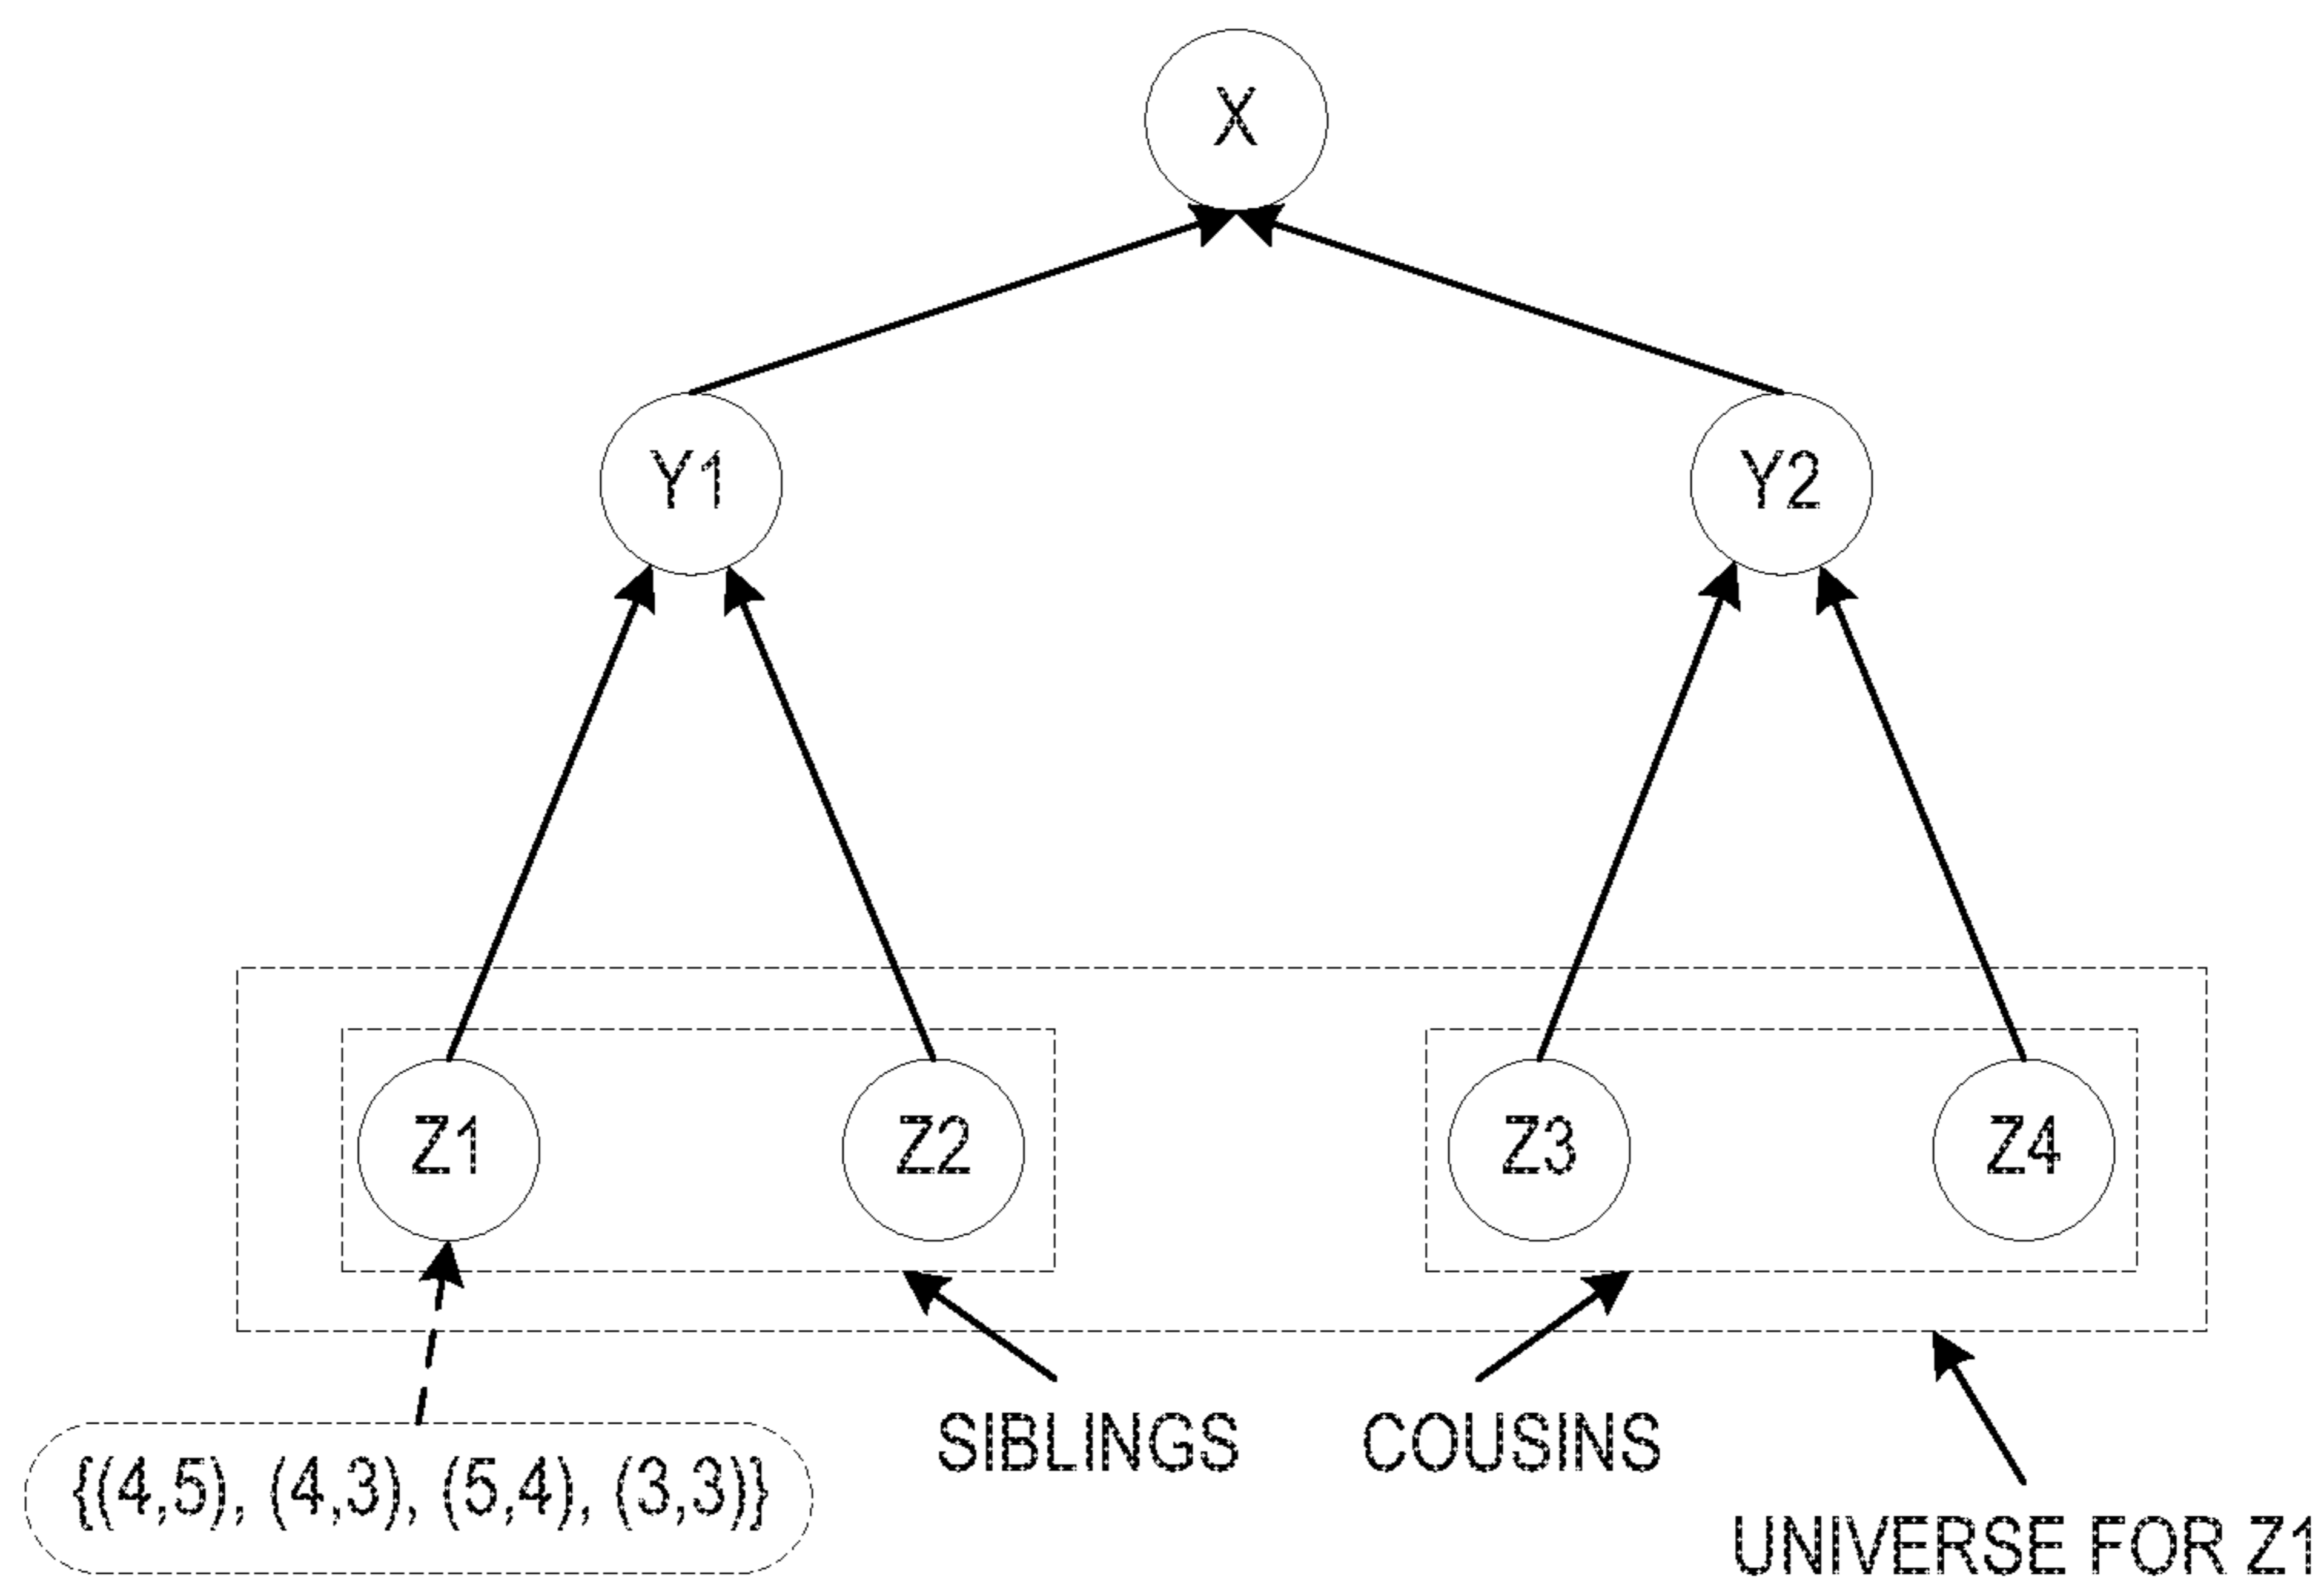 X
Y1
Y2
Z1
Z2
Z3
Z4
SIBLINGS
COUSINS
{(4,5), (4,3), (5,4), (3,3)}
UNIVERSE FOR Z1